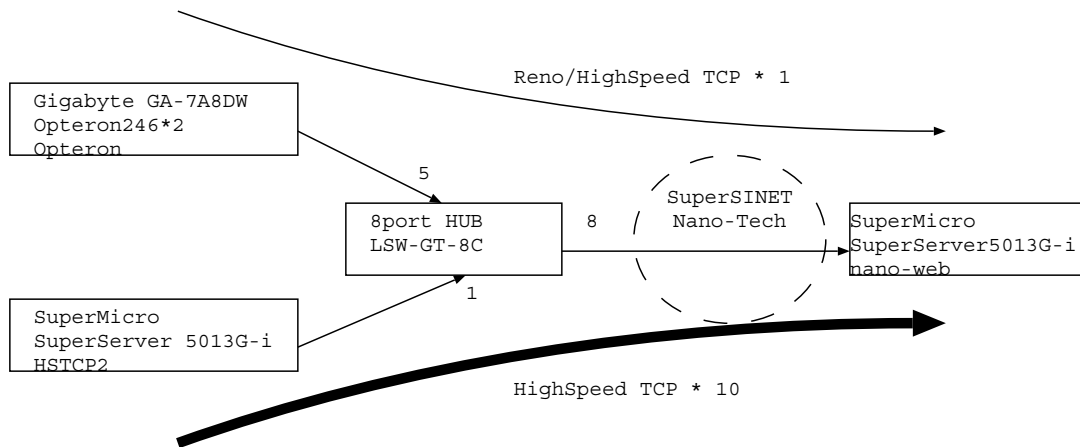 Reno/HighSpeed TCP * 1
Gigabyte GA-7A8DW
Opteron246*2
Opteron
5
8port HUB
LSW-GT-8C
8
SuperSINET
Nano-Tech
SuperMicro
SuperServer5013G-i
nano-web
1
SuperMicro
SuperServer 5013G-i
HSTCP2
HighSpeed TCP * 10